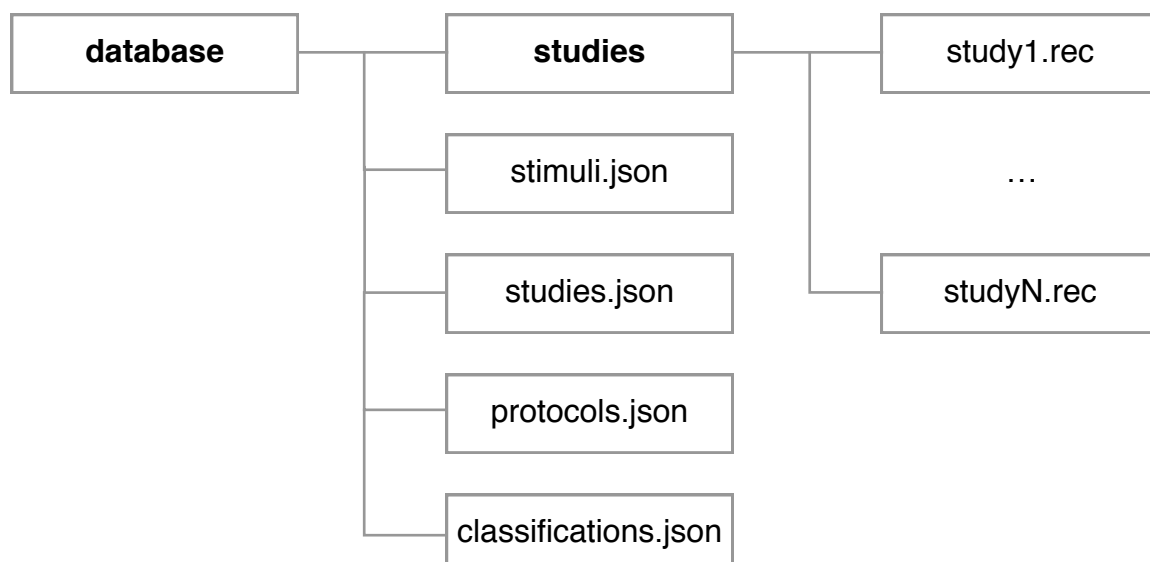 database
studies
study1.rec
stimuli.json
…
studies.json
studyN.rec
protocols.json
classifications.json